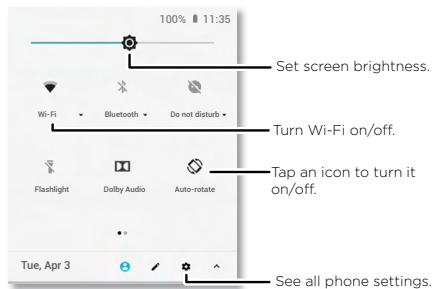 100% 11:35
Set screen brightness.
Wi-Fi Bluetooth Do not disturb
Turn Wi-Fi on/off.
Flashlight Dolby Audio Auto-rotate
Tap an icon to turn it
on/off.
Tue, Apr 3
See all phone settings.